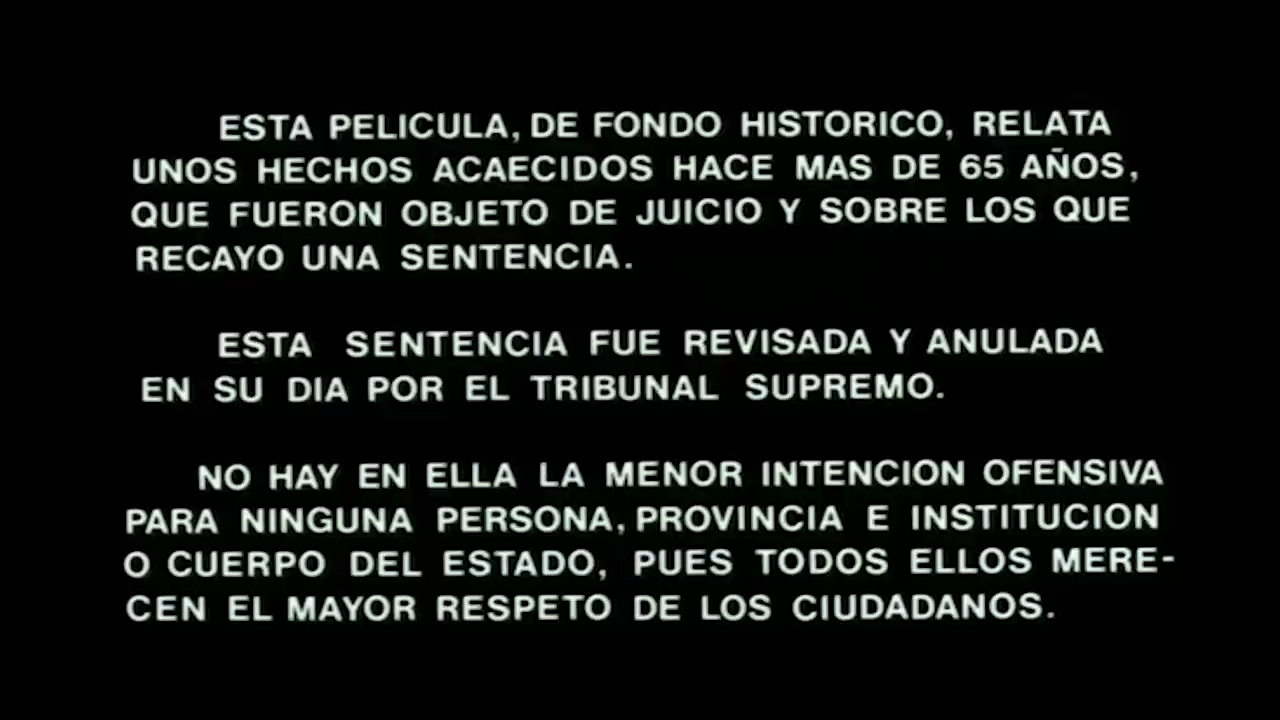 ESTA PELICULA, DE FONDO HISTORICO, RELATA
UNOS HECHOS ACAECIDOS HACE MAS DE 65 AÑOS,
QUE FUERON OBJETO DE JUICIO Y SOBRE LOS QUE
RECAYO UNA SENTENCIA.
ESTA SENTENCIA FUE REVISADA Y ANULADA
EN SU DIA POR EL TRIBUNAL SUPREMO.
NO HAY EN ELLA LA MENOR INTENCION OFENSIVA
PARA NINGUNA PERSONA, PROVINCIA E INSTITUCION
O CUERPO DEL ESTADO, PUES TODOS ELLOS MERE-
CEN EL MAYOR RESPETO DE LOS CIUDADANOS.